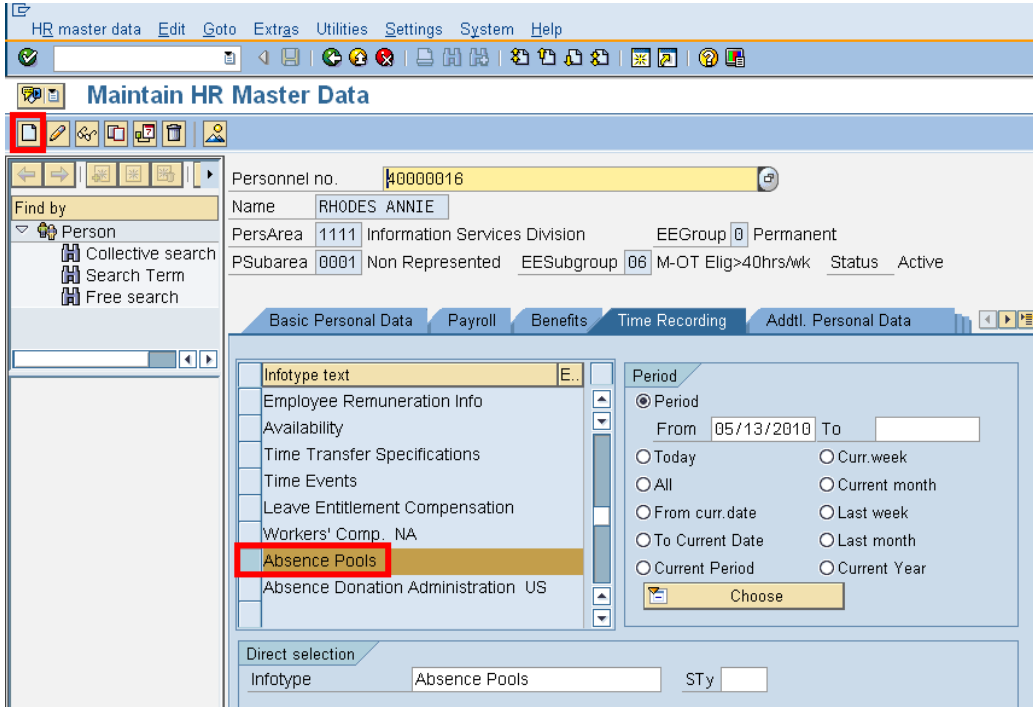 HR master data Edit Goto Extras Utilities Settings System Help
Maintain HR Master Data
Find by
Person
Collective search
Search Term
Free search
Personnel no. 40000016
Name RHODES ANNIE
PersArea 1111 Information Services Division EEGroup 0 Permanent
PSubarea 0001 Non Represented EESubgroup 06 M-OT Elig>40hrs/wk Status Active
Basic Personal Data Payroll Benefits Time Recording Addtl. Personal Data
Infotype text E..
Employee Remuneration Info
Availability
Time Transfer Specifications
Time Events
Leave Entitlement Compensation
Workers' Comp. NA
Absence Pools
Absence Donation Administration US
Period
Period
From 05/13/2010 To
Today Curr.week
All Current month
From curr.date Last week
To Current Date Last month
Current Period Current Year
Choose
Direct selection
Infotype Absence Pools STy